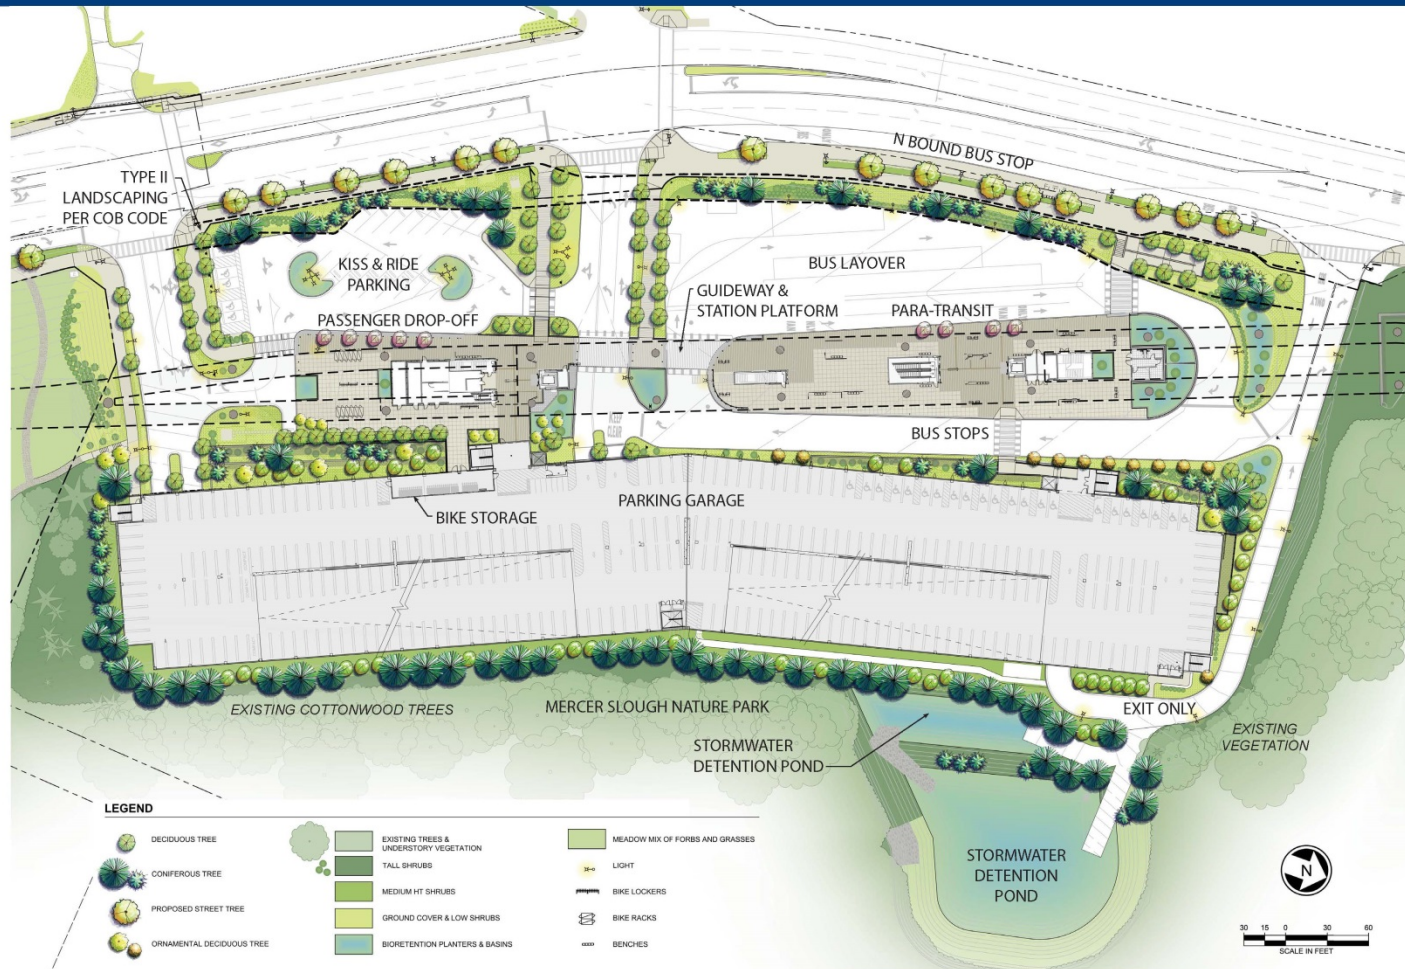 N BOUND BUS STOP
TYPE II
LANDSCAPING
PER COB CODE
KISS & RIDE
PARKING
BUS LAYOVER
GUIDEWAY &
STATION PLATFORM
PASSENGER DROP-OFF
PARA-TRANSIT
KEEP
CLEAR
BUS STOPS
PARKING GARAGE
BIKE STORAGE
EXISTING COTTONWOOD TREES
MERCER SLOUGH NATURE PARK
EXIT ONLY
EXISTING
VEGETATION
STORMWATER
DETENTION POND
STORMWATER
DETENTION
POND
LEGEND
DECIDUOUS TREE
CONIFEROUS TREE
PROPOSED STREET TREE
ORNAMENTAL DECIDUOUS TREE
EXISTING TREES &
UNDERSTORY VEGETATION
TALL SHRUBS
MEDIUM HT SHRUBS
GROUND COVER & LOW SHRUBS
BIORETENTION PLANTERS & BASINS
MEADOW MIX OF FORBS AND GRASSES
LIGHT
BIKE LOCKERS
BIKE RACKS
BENCHES
N
30 15 0 30 60
SCALE IN FEET